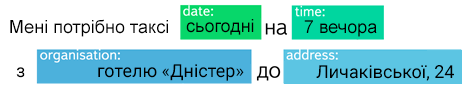 date: time:
Мені потрібно таксі сьогодні на 7 вечора
organisation: address:
з готелю «Дністер» до Личаківської, 24